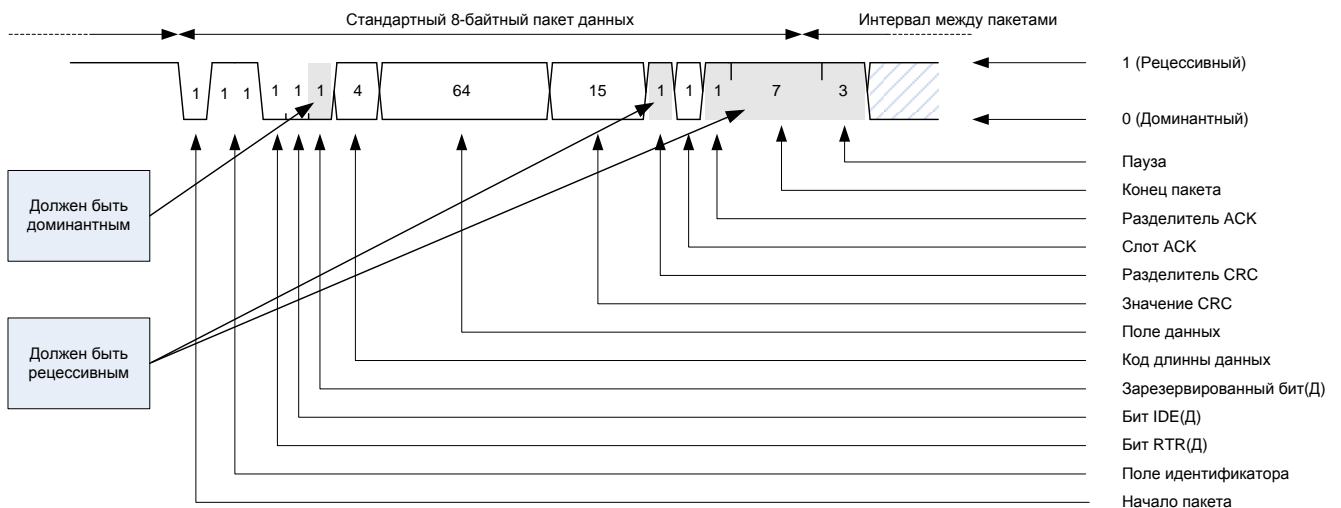 Стандартный 8-байтный пакет данных
Интервал между пакетами
1 1 1 1 1 1 4 64 15 1 1 1 7 3
1 (Рецессивный)
0 (Доминантный)
Должен быть
доминантным
Должен быть
рецессивным
Пауза
Конец пакета
Разделитель ACK
Слот ACK
Разделитель CRC
Значение CRC
Поле данных
Код длинны данных
Зарезервированный бит(Д)
Бит IDE(Д)
Бит RTR(Д)
Поле идентификатора
Начало пакета